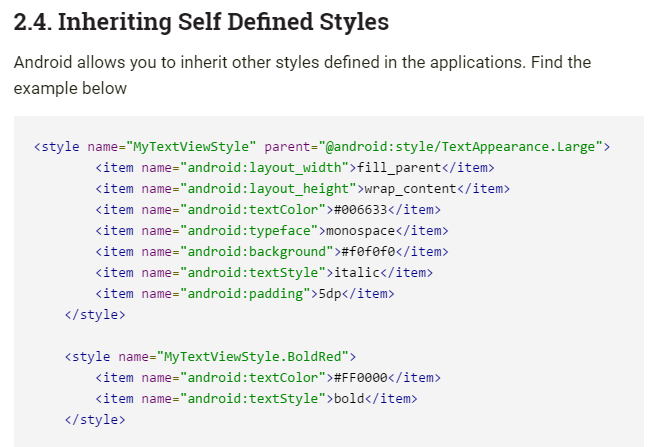 2.4. Inheriting Self Defined Styles
Android allows you to inherit other styles defined in the applications. Find the
example below
<style name="MyTextViewStyle" parent="@android:style/TextAppearance.Large">
        <item name="android:layout_width">fill_parent</item>
        <item name="android:layout_height">wrap_content</item>
        <item name="android:textColor">#006633</item>
        <item name="android:typeface">monospace</item>
        <item name="android:background">#f0f0f0</item>
        <item name="android:textStyle">italic</item>
        <item name="android:padding">5dp</item>
    </style>
    <style name="MyTextViewStyle.BoldRed">
        <item name="android:textColor">#FF0000</item>
        <item name="android:textStyle">bold</item>
    </style>